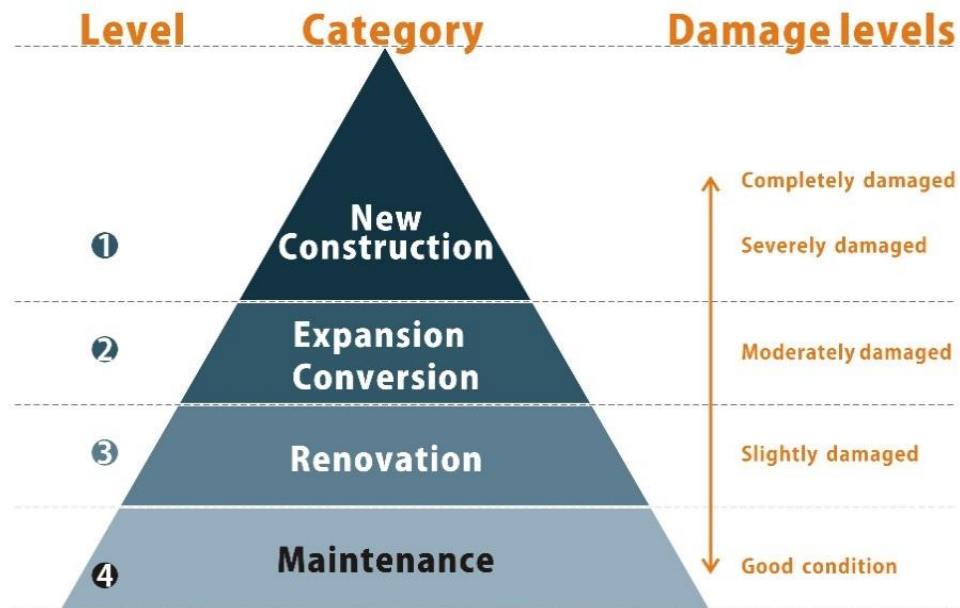 Level Category Damage levels
Completely damaged
New
1 Construction Severely damaged
Expansion
2 Moderately damaged
Conversion
3 Renovation Slightly damaged
Maintenance
4 Good condition